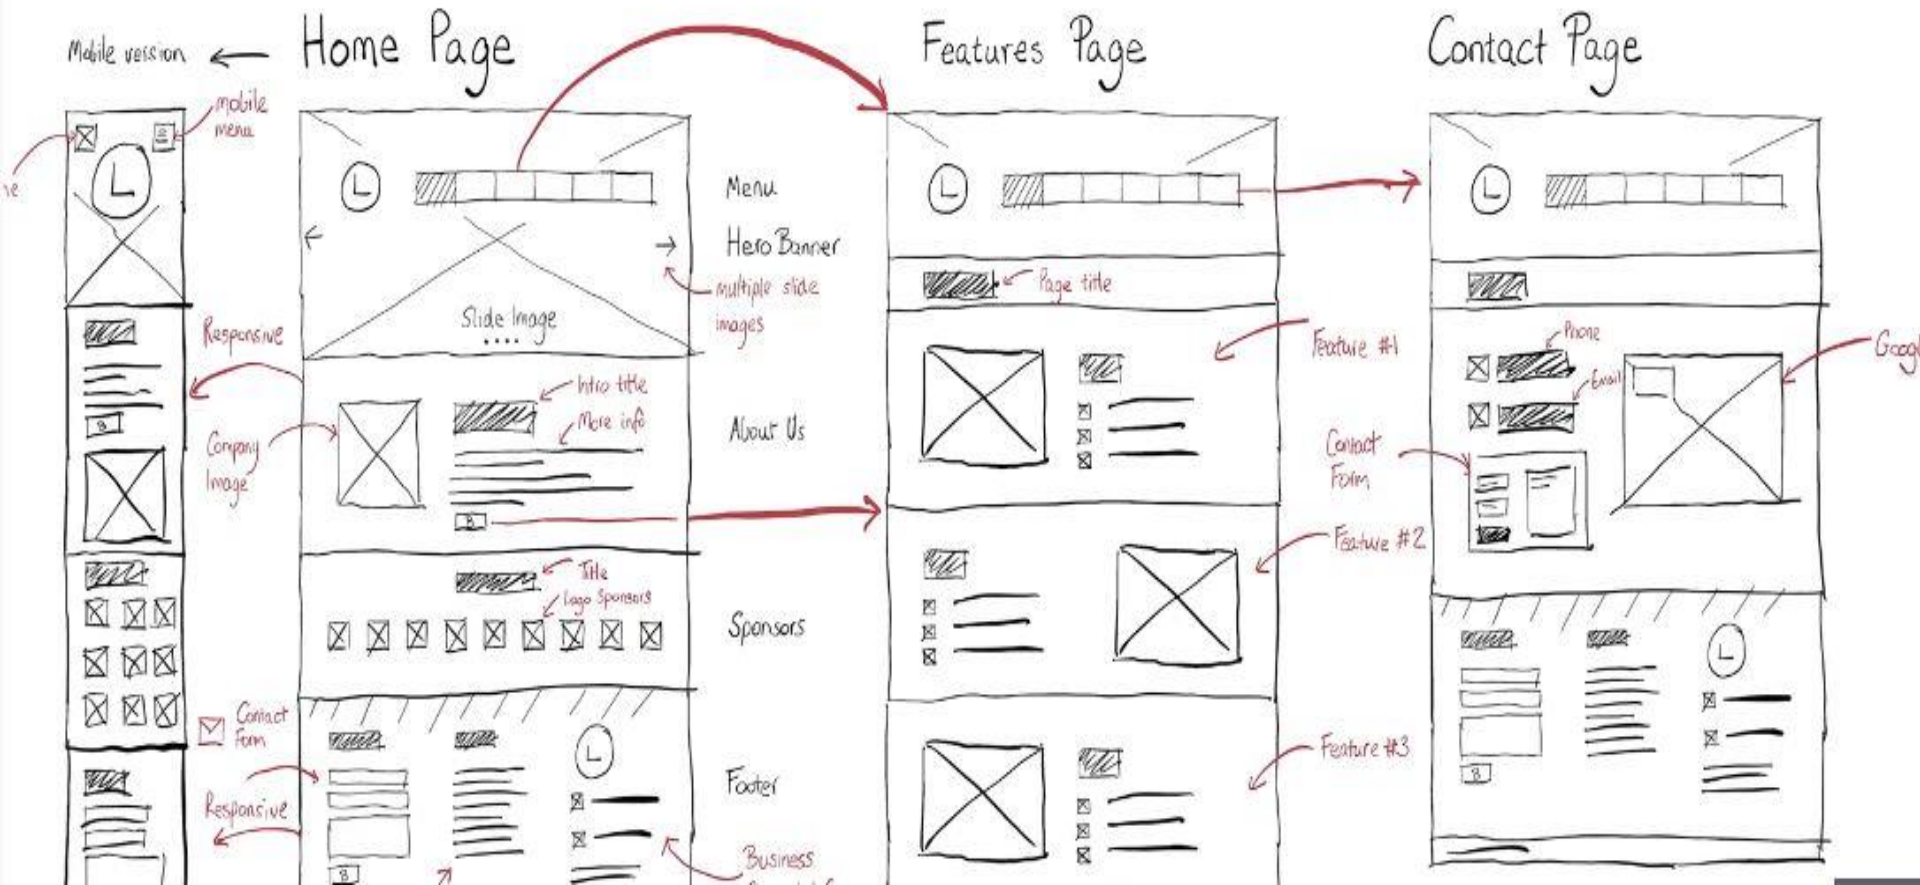 Mobile version
Home Page
Features Page
Contact Page
mobile
menu
L
L
L
L
Menu
Hero Banner
multiple slide
images
Slide Image
Page title
Responsive
Intro title
More info
Company
Image
About Us
B
B
Feature #1
Phone
Email
Contact
Form
Feature #2
Title
Logo Sponsors
Sponsors
L
Contact
Form
Responsive
L
Footer
B
B
Feature #3
Business